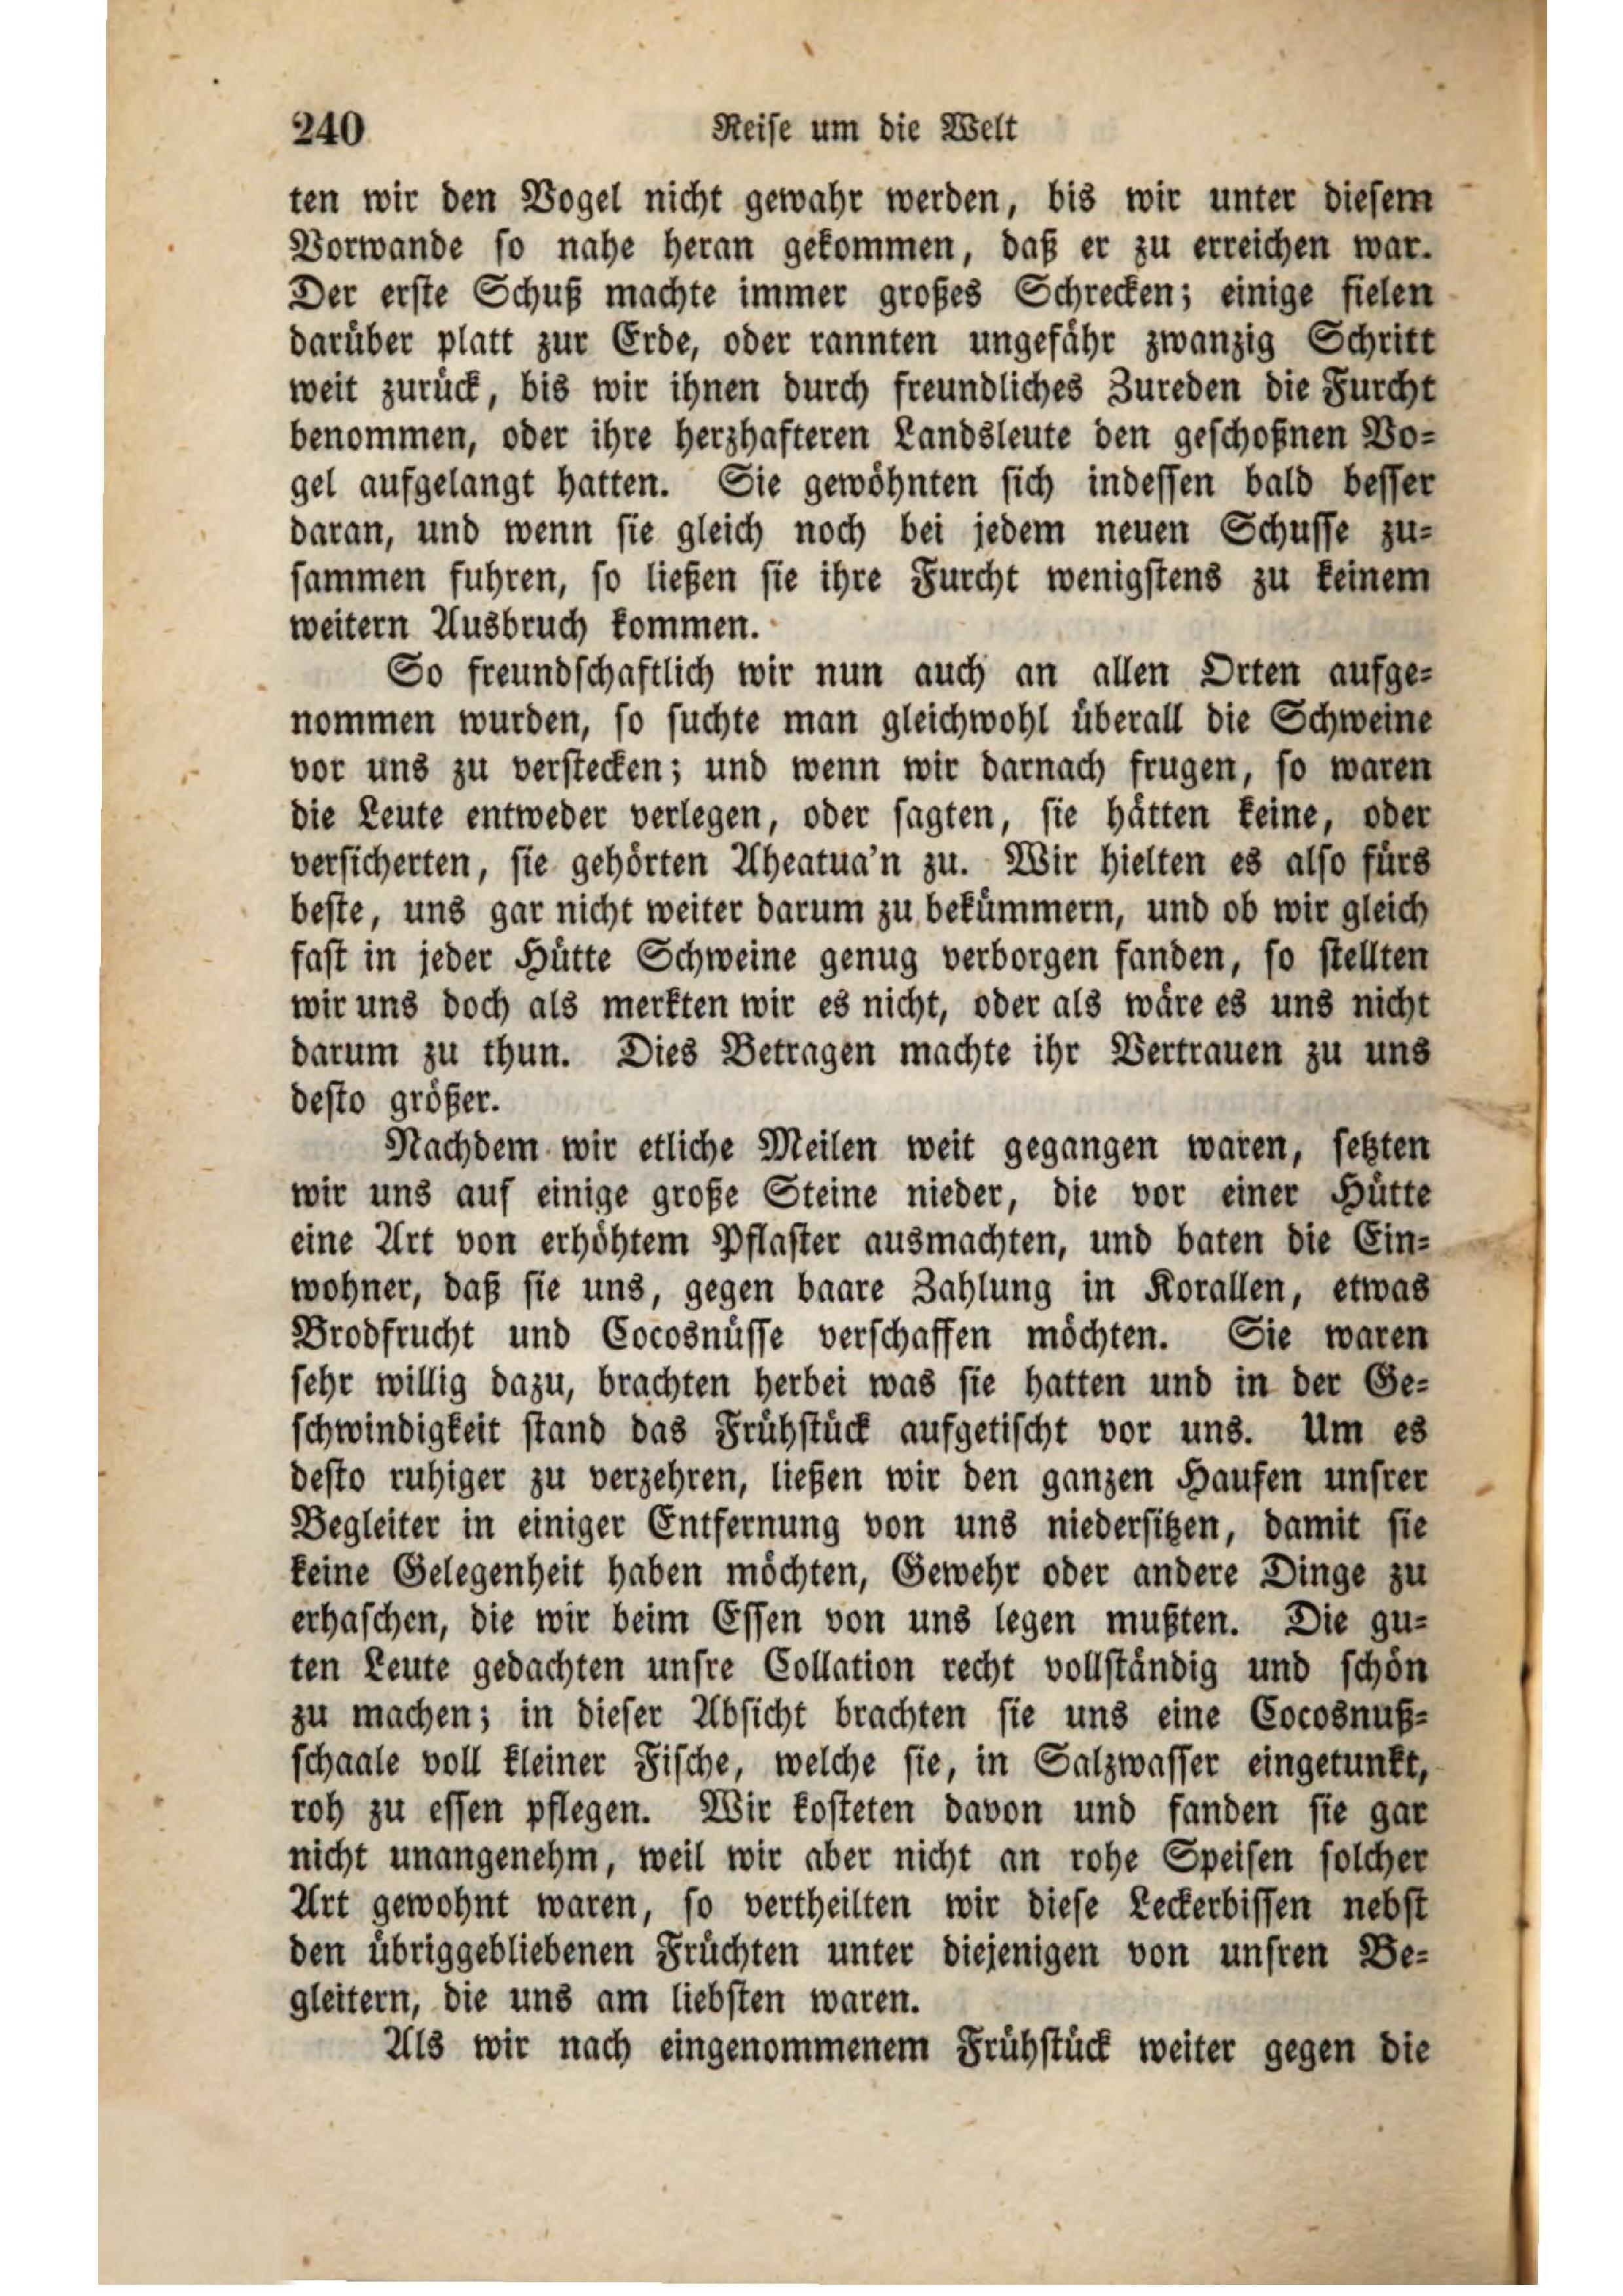 240 Reise um die Welt
ten wir den Vogel nicht gewahr werden, bis wir unter diesem
Vorwande so nahe heran gekommen, daß er zu erreichen war.
Der erste Schuß machte immer großes Schrecken; einige fielen
darüber platt zur Erde, oder rannten ungefähr zwanzig Schritt
weit zurück, bis wir ihnen durch freundliches Zureden die Furcht
benommen, oder ihre herzhafteren Landsleute den geschoßnen Vo=
gel aufgelangt hatten. Sie gewöhnten sich indessen bald besser
daran, und wenn sie gleich noch bei jedem neuen Schusse zu=
sammen fuhren, so ließen sie ihre Furcht wenigstens zu keinem
weitern Ausbruch kommen.
So freundschaftlich wir nun auch an allen Orten aufge=
nommen wurden, so suchte man gleichwohl überall die Schweine
vor uns zu verstecken; und wenn wir darnach frugen, so waren
die Leute entweder verlegen, oder sagten, sie hätten keine, oder
versicherten, sie gehörten Aheatua'n zu. Wir hielten es also fürs
beste, uns gar nicht weiter darum zu bekümmern, und ob wir gleich
fast in jeder Hütte Schweine genug verborgen fanden, so stellten
wir uns doch als merkten wir es nicht, oder als wäre es uns nicht
darum zu thun. Dies Betragen machte ihr Vertrauen zu uns
desto größer.
Nachdem wir etliche Meilen weit gegangen waren, setzten
wir uns auf einige große Steine nieder, die vor einer Hütte
eine Art von erhöhtem Pflaster ausmachten, und baten die Ein=
wohner, daß sie uns, gegen baare Zahlung in Korallen, etwas
Brodfrucht und Cocosnüsse verschaffen möchten. Sie waren
sehr willig dazu, brachten herbei was sie hatten und in der Ge=
schwindigkeit stand das Frühstück aufgetischt vor uns. Um es
desto ruhiger zu verzehren, ließen wir den ganzen Haufen unsrer
Begleiter in einiger Entfernung von uns niedersitzen, damit sie
keine Gelegenheit haben möchten, Gewehr oder andere Dinge zu
erhaschen, die wir beim Essen von uns legen mußten. Die gu=
ten Leute gedachten unsre Collation recht vollständig und schön
zu machen; in dieser Absicht brachten sie uns eine Cocosnuß=
schaale voll kleiner Fische, welche sie, in Salzwasser eingetunkt,
roh zu essen pflegen. Wir kosteten davon und fanden sie gar
nicht unangenehm, weil wir aber nicht an rohe Speisen solcher
Art gewohnt waren, so vertheilten wir diese Leckerbissen nebst
den übriggebliebenen Früchten unter diejenigen von unsren Be=
gleitern, die uns am liebsten waren.
Als wir nach eingenommenem Frühstück weiter gegen die